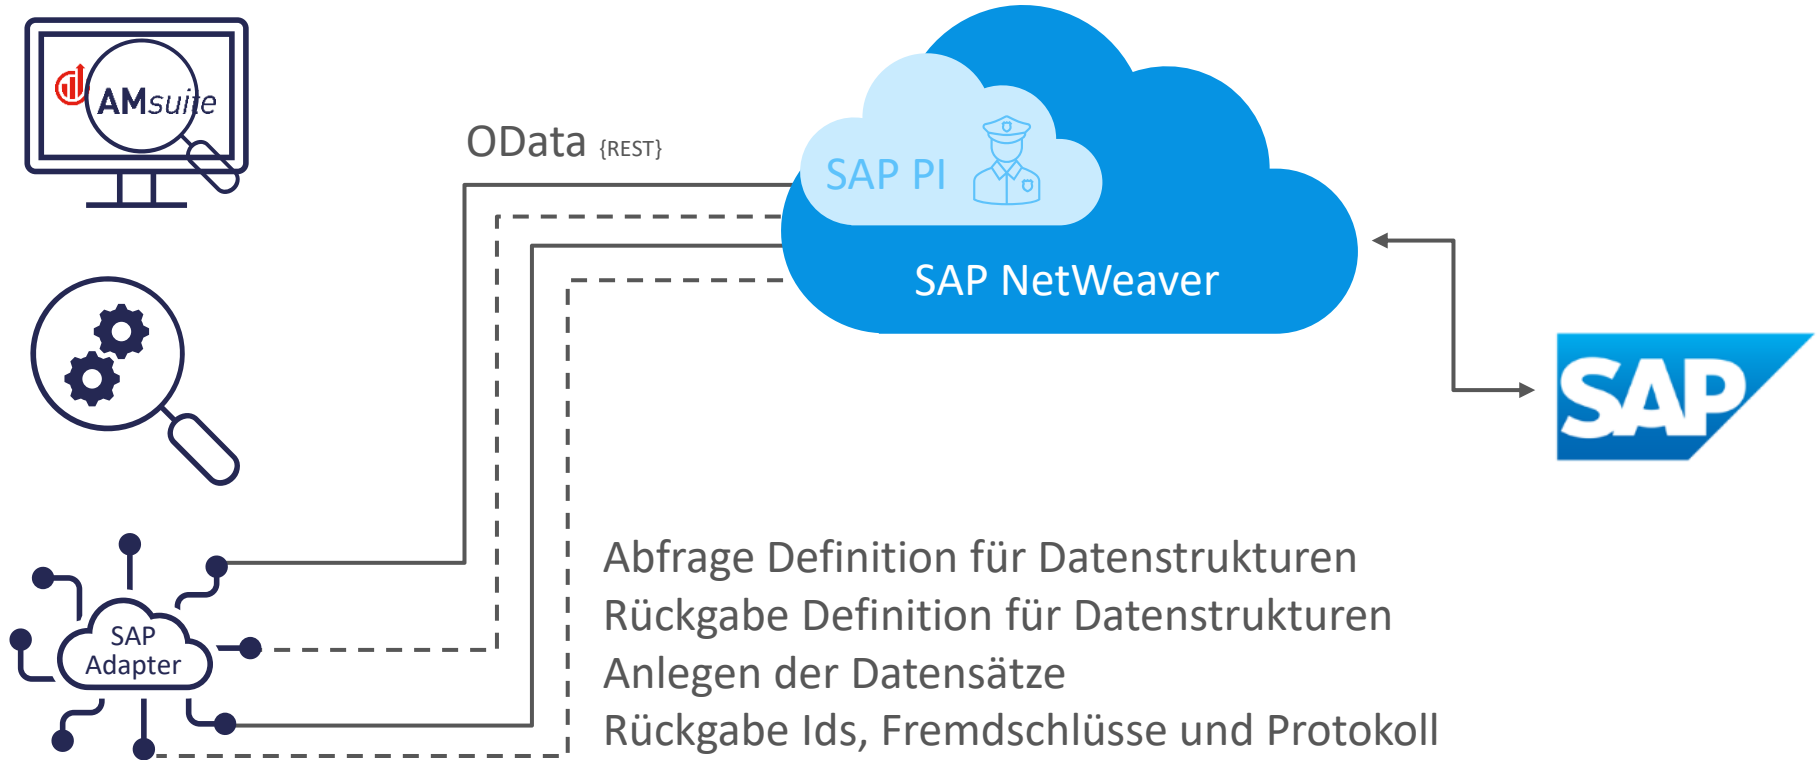 AMsuite
OData {REST}
SAP PI
SAP NetWeaver
SAP
Abfrage Definition für Datenstrukturen
Rückgabe Definition für Datenstrukturen
Anlegen der Datensätze
Rückgabe Ids, Fremdschlüsse und Protokoll
SAP
Adapter